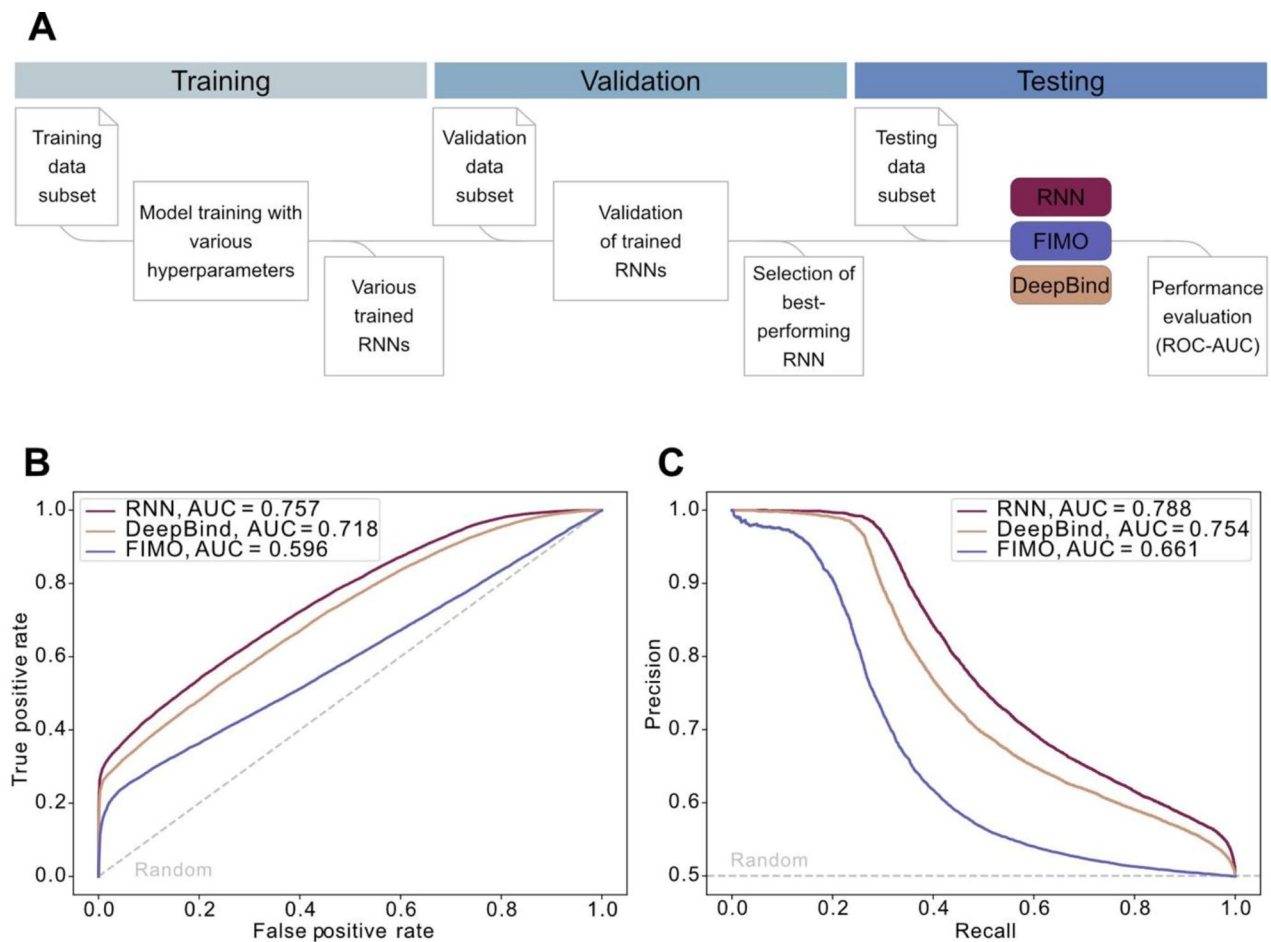 A
Training
Validation
Testing
Training
data
subset
Model training with
various
hyperparameters
Various
trained
RNNs
Validation
data
subset
Validation
of trained
RNNs
Selection of
best-
performing
RNN
Testing
data
subset
RNN
FIMO
DeepBind
Performance
evaluation
(ROC-AUC)
B
RNN, AUC = 0.757
DeepBind, AUC = 0.718
FIMO, AUC = 0.596
True positive rate
1.0
0.8
0.6
0.4
0.2
0.0
Random
0.0 0.2 0.4 0.6 0.8 1.0
False positive rate
C
RNN, AUC = 0.788
DeepBind, AUC = 0.754
FIMO, AUC = 0.661
Precision
1.0
0.9
0.8
0.7
0.6
0.5
Random
0.0 0.2 0.4 0.6 0.8 1.0
Recall